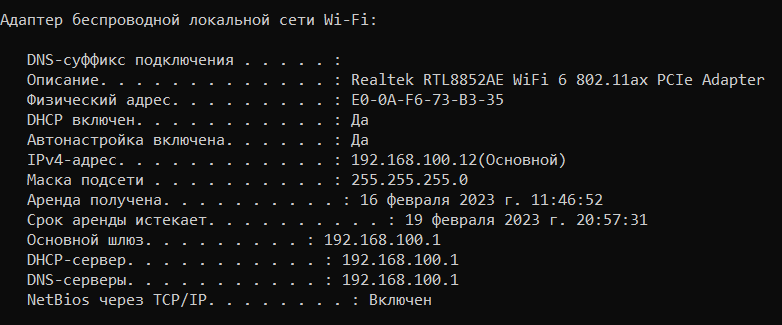 Адаптер беспроводной локальной сети Wi-Fi:
DNS-суффикс подключения . . . . . :
Описание. . . . . . . . . . . . . : Realtek RTL8852AE WiFi 6 802.11ax PCIe Adapter
Физический адрес. . . . . . . . . : E0-0A-F6-73-B3-35
DHCP включен. . . . . . . . . . . : Да
Автонастройка включена. . . . . . : Да
IPv4-адрес. . . . . . . . . . . . : 192.168.100.12(Основной)
Маска подсети . . . . . . . . . . : 255.255.255.0
Аренда получена. . . . . . . . . . : 16 февраля 2023 г. 11:46:52
Срок аренды истекает. . . . . . . . . . : 19 февраля 2023 г. 20:57:31
Основной шлюз. . . . . . . . . : 192.168.100.1
DHCP-сервер. . . . . . . . . . . : 192.168.100.1
DNS-серверы. . . . . . . . . . . : 192.168.100.1
NetBios через TCP/IP. . . . . . . . : Включен